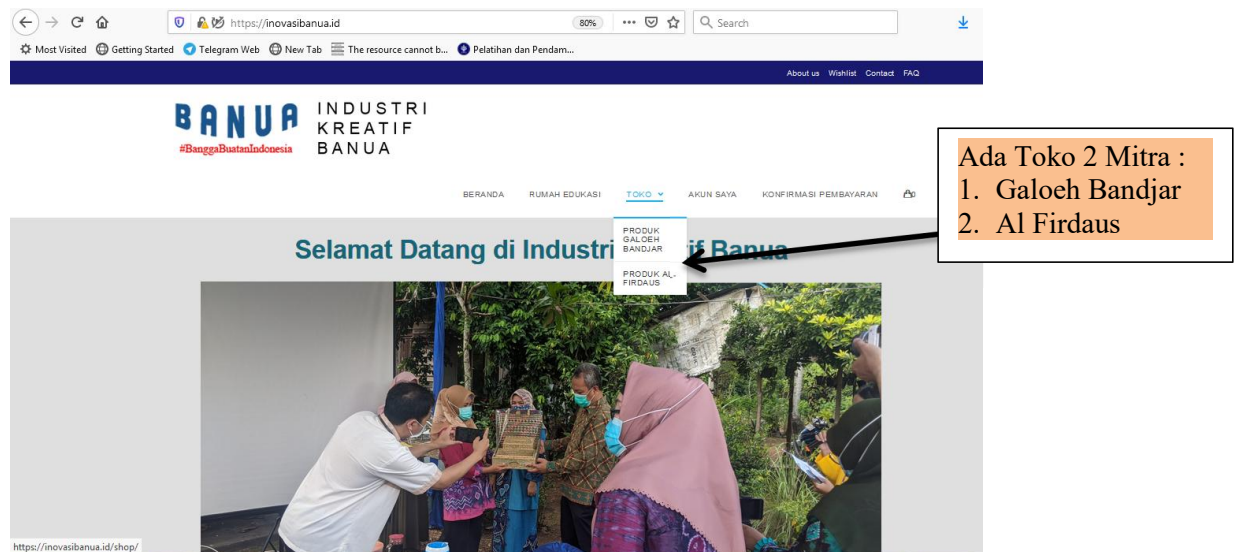 https://inovasibanua.id
80%
Search
Most Visited Getting Started Telegram Web New Tab The resource cannot b... Pelatihan dan Pendam...
About us Wishlist Contact FAQ
BANUA
#BanggaBuatanIndonesia
INDUSTRI
KREATIF
BANUA
BERANDA RUMAH EDUKASI TOKO AKUN SAYA KONFIRMASI PEMBAYARAN 0
PRODUK
GALOEH
BANDJAR
PRODUK AL-
FIRDAUS
Selamat Datang di Industri if Banua
Ada Toko 2 Mitra :
1. Galoeh Bandjar
2. Al Firdaus
https://inovasibanua.id/shop/